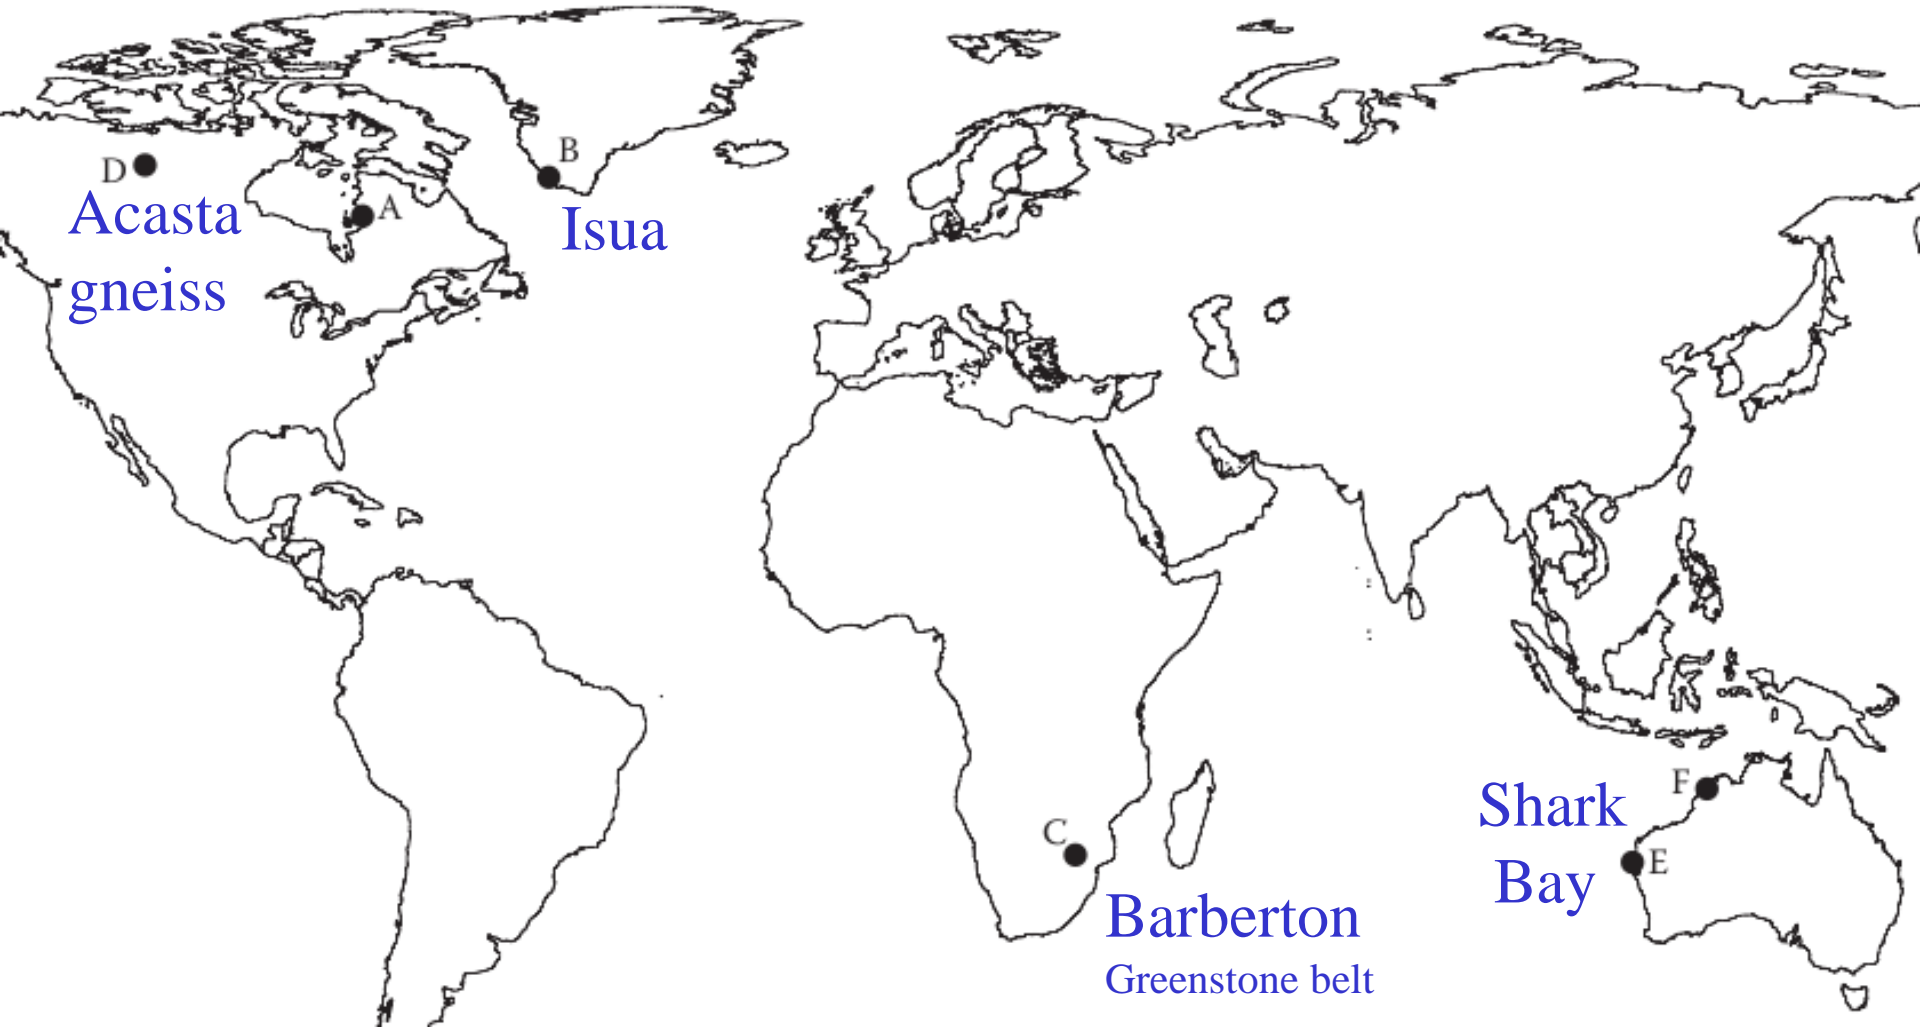 D
Acasta
gneiss
A
B
Isua
C
Barberton
Greenstone belt
Shark
Bay
F
E